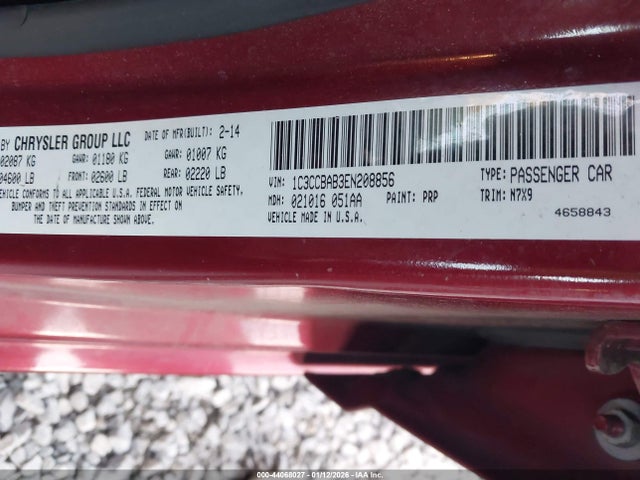 BY CHRYSLER GROUP LLC DATE OF MFR(BUILT): 2-14
02087 KG GAWR: 01180 KG GAWR: 01007 KG
04600 LB FRONT: 02600 LB REAR: 02220 LB
VEHICLE CONFORMS TO ALL APPLICABLE U.S.A. FEDERAL MOTOR VEHICLE SAFETY,
BUMPER AND THEFT PREVENTION STANDARDS IN EFFECT ON
THE DATE OF MANUFACTURE SHOWN ABOVE.
VIN: 1C3CCBAB3EN208856 TYPE: PASSENGER CAR
MDH: 021016 051AA PAINT: PRP TRIM: N7X9
VEHICLE MADE IN U.S.A. 4658843
000-44068027 - 01/12/2026 - IAA